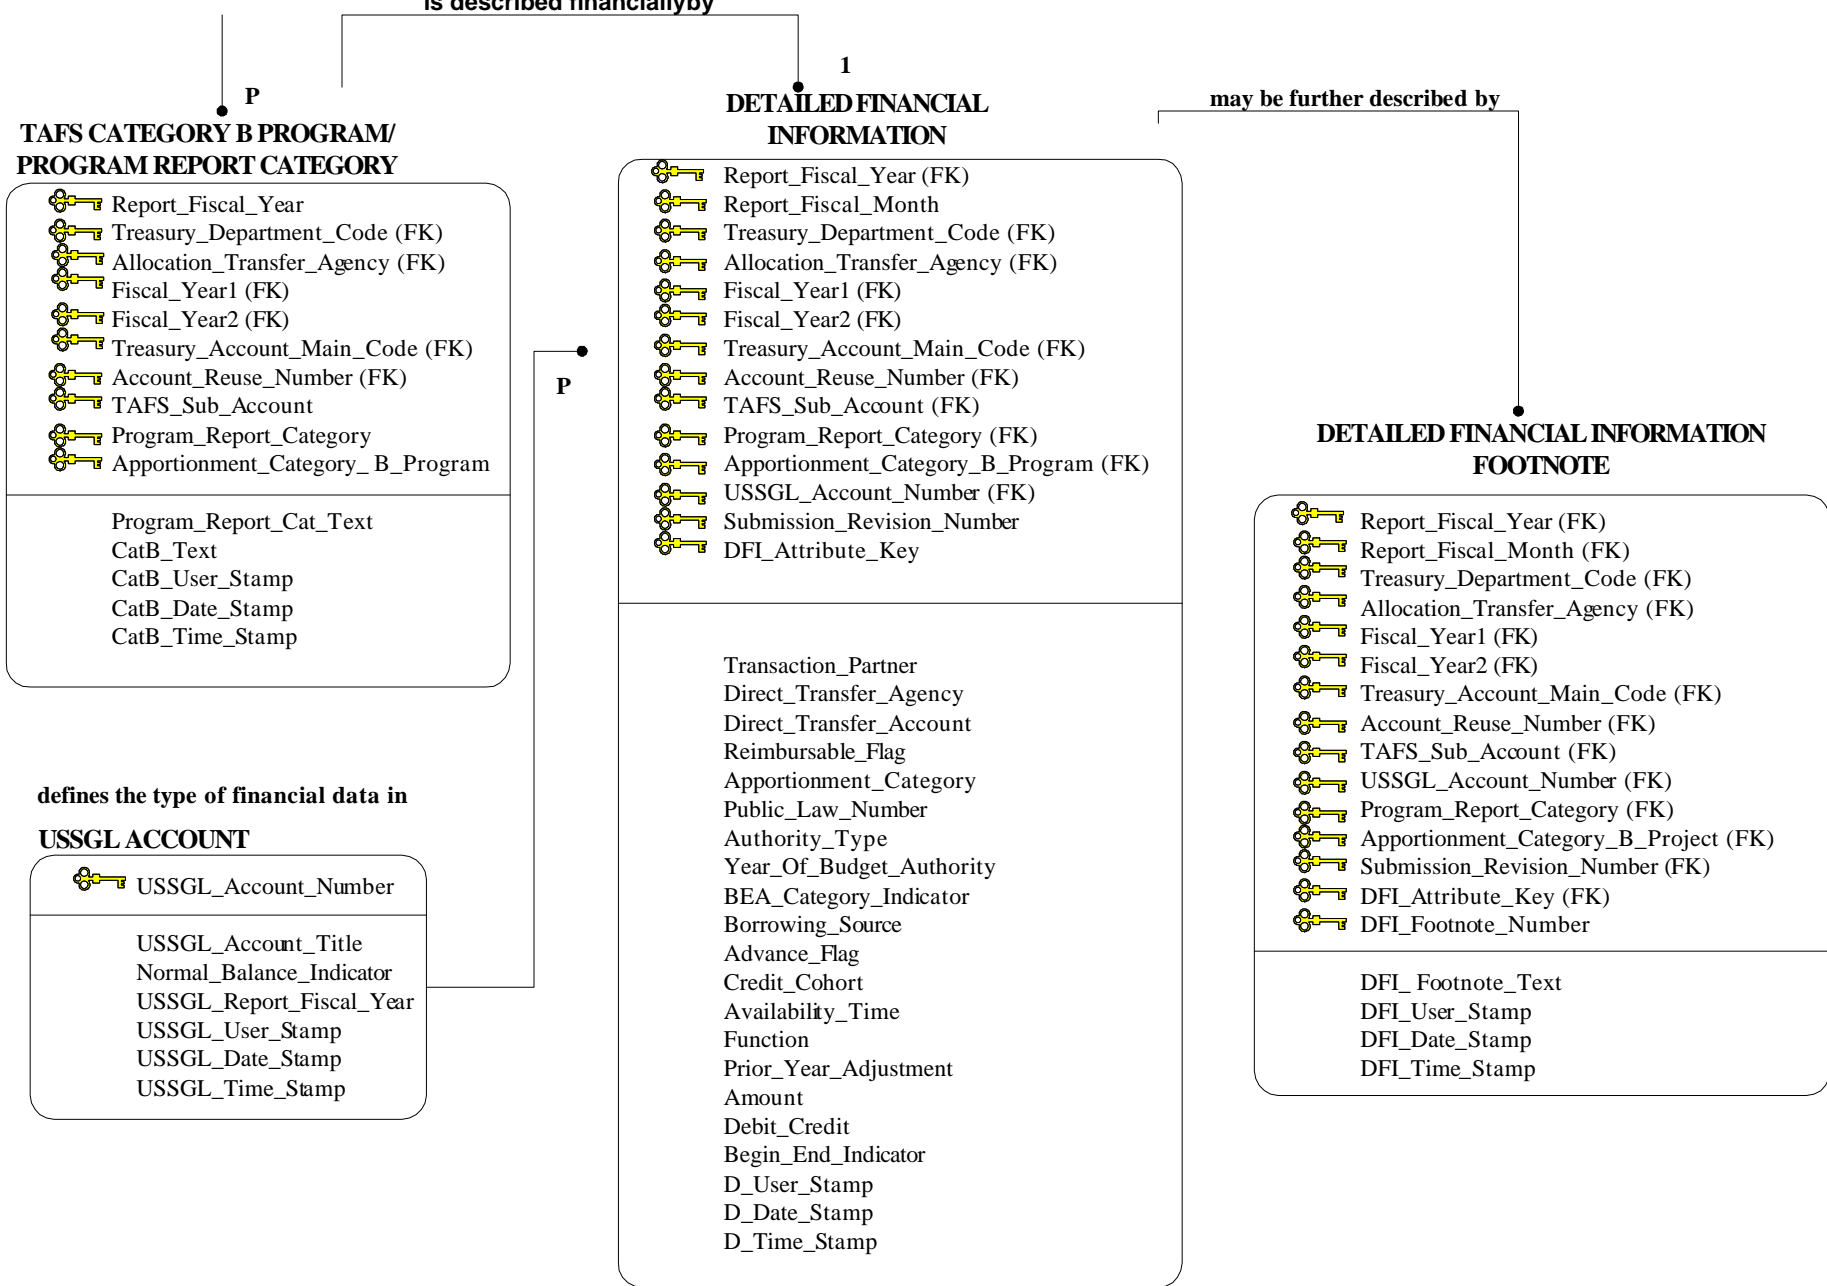 is described financiallyby
P
TAFS CATEGORY B PROGRAM/
PROGRAM REPORT CATEGORY
Report_Fiscal_Year
Treasury_Department_Code (FK)
Allocation_Transfer_Agency (FK)
Fiscal_Year1 (FK)
Fiscal_Year2 (FK)
Treasury_Account_Main_Code (FK)
Account_Reuse_Number (FK)
TAFS_Sub_Account
Program_Report_Category
Apportionment_Category_ B_Program
Program_Report_Cat_Text
CatB_Text
CatB_User_Stamp
CatB_Date_Stamp
CatB_Time_Stamp
defines the type of financial data in
USSGL ACCOUNT
USSGL_Account_Number
USSGL_Account_Title
Normal_Balance_Indicator
USSGL_Report_Fiscal_Year
USSGL_User_Stamp
USSGL_Date_Stamp
USSGL_Time_Stamp
P
1
DETAILED FINANCIAL
INFORMATION
Report_Fiscal_Year (FK)
Report_Fiscal_Month
Treasury_Department_Code (FK)
Allocation_Transfer_Agency (FK)
Fiscal_Year1 (FK)
Fiscal_Year2 (FK)
Treasury_Account_Main_Code (FK)
Account_Reuse_Number (FK)
TAFS_Sub_Account (FK)
Program_Report_Category (FK)
Apportionment_Category_B_Program (FK)
USSGL_Account_Number (FK)
Submission_Revision_Number
DFI_Attribute_Key
Transaction_Partner
Direct_Transfer_Agency
Direct_Transfer_Account
Reimbursable_Flag
Apportionment_Category
Public_Law_Number
Authority_Type
Year_Of_Budget_Authority
BEA_Category_Indicator
Borrowing_Source
Advance_Flag
Credit_Cohort
Availability_Time
Function
Prior_Year_Adjustment
Amount
Debit_Credit
Begin_End_Indicator
D_User_Stamp
D_Date_Stamp
D_Time_Stamp
may be further described by
DETAILED FINANCIAL INFORMATION
FOOTNOTE
Report_Fiscal_Year (FK)
Report_Fiscal_Month (FK)
Treasury_Department_Code (FK)
Allocation_Transfer_Agency (FK)
Fiscal_Year1 (FK)
Fiscal_Year2 (FK)
Treasury_Account_Main_Code (FK)
Account_Reuse_Number (FK)
TAFS_Sub_Account (FK)
USSGL_Account_Number (FK)
Program_Report_Category (FK)
Apportionment_Category_B_Project (FK)
Submission_Revision_Number (FK)
DFI_Attribute_Key (FK)
DFI_Footnote_Number
DFI_ Footnote_Text
DFI_User_Stamp
DFI_Date_Stamp
DFI_Time_Stamp